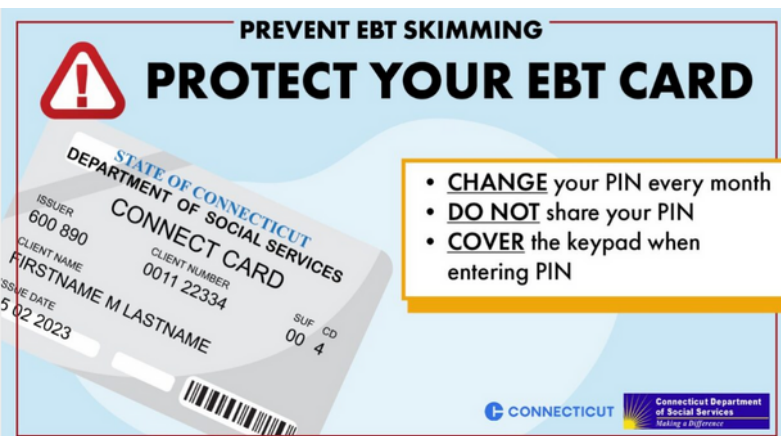 PREVENT EBT SKIMMING
PROTECT YOUR EBT CARD
STATE OF CONNECTICUT
DEPARTMENT OF SOCIAL SERVICES
CONNECT CARD
ISSUER
600 890
CLIENT NUMBER
0011 22334
CLIENT NAME
FIRSTNAME M LASTNAME
SUF CD
00 4
ISSUE DATE
5 02 2023
• CHANGE your PIN every month
• DO NOT share your PIN
• COVER the keypad when
entering PIN
CONNECTICUT
Connecticut Department
of Social Services
Making a Difference